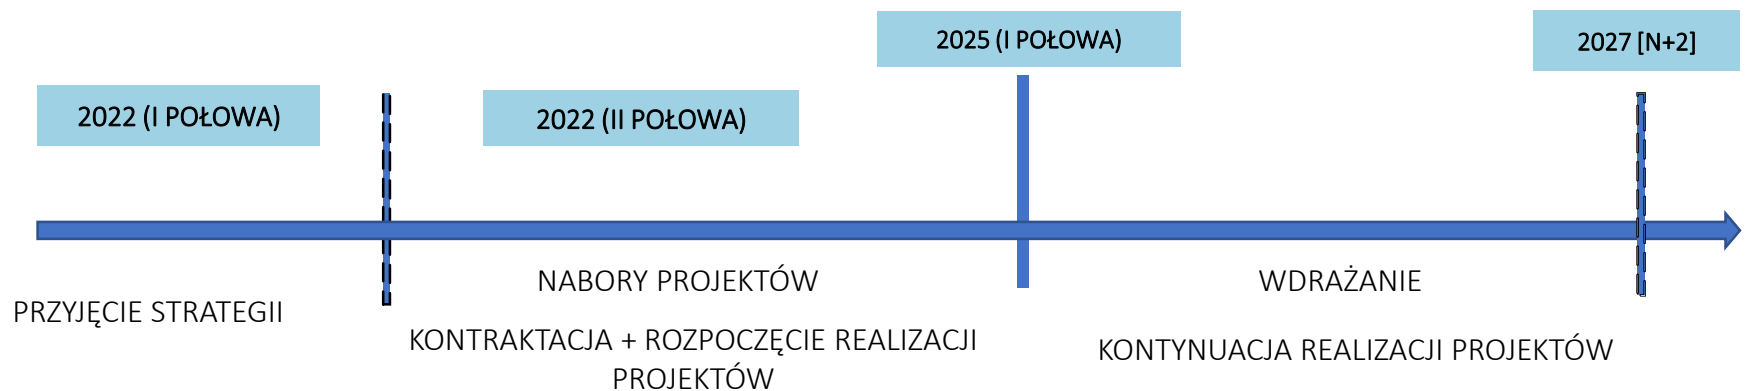 2025 (I POŁOWA)
2027 [N+2]
2022 (I POŁOWA)
2022 (II POŁOWA)
NABORY PROJEKTÓW
WDRAŻANIE
PRZYJĘCIE STRATEGII
KONTRAKTACJA + ROZPOCZĘCIE REALIZACJI
PROJEKTÓW
KONTYNUACJA REALIZACJI PROJEKTÓW